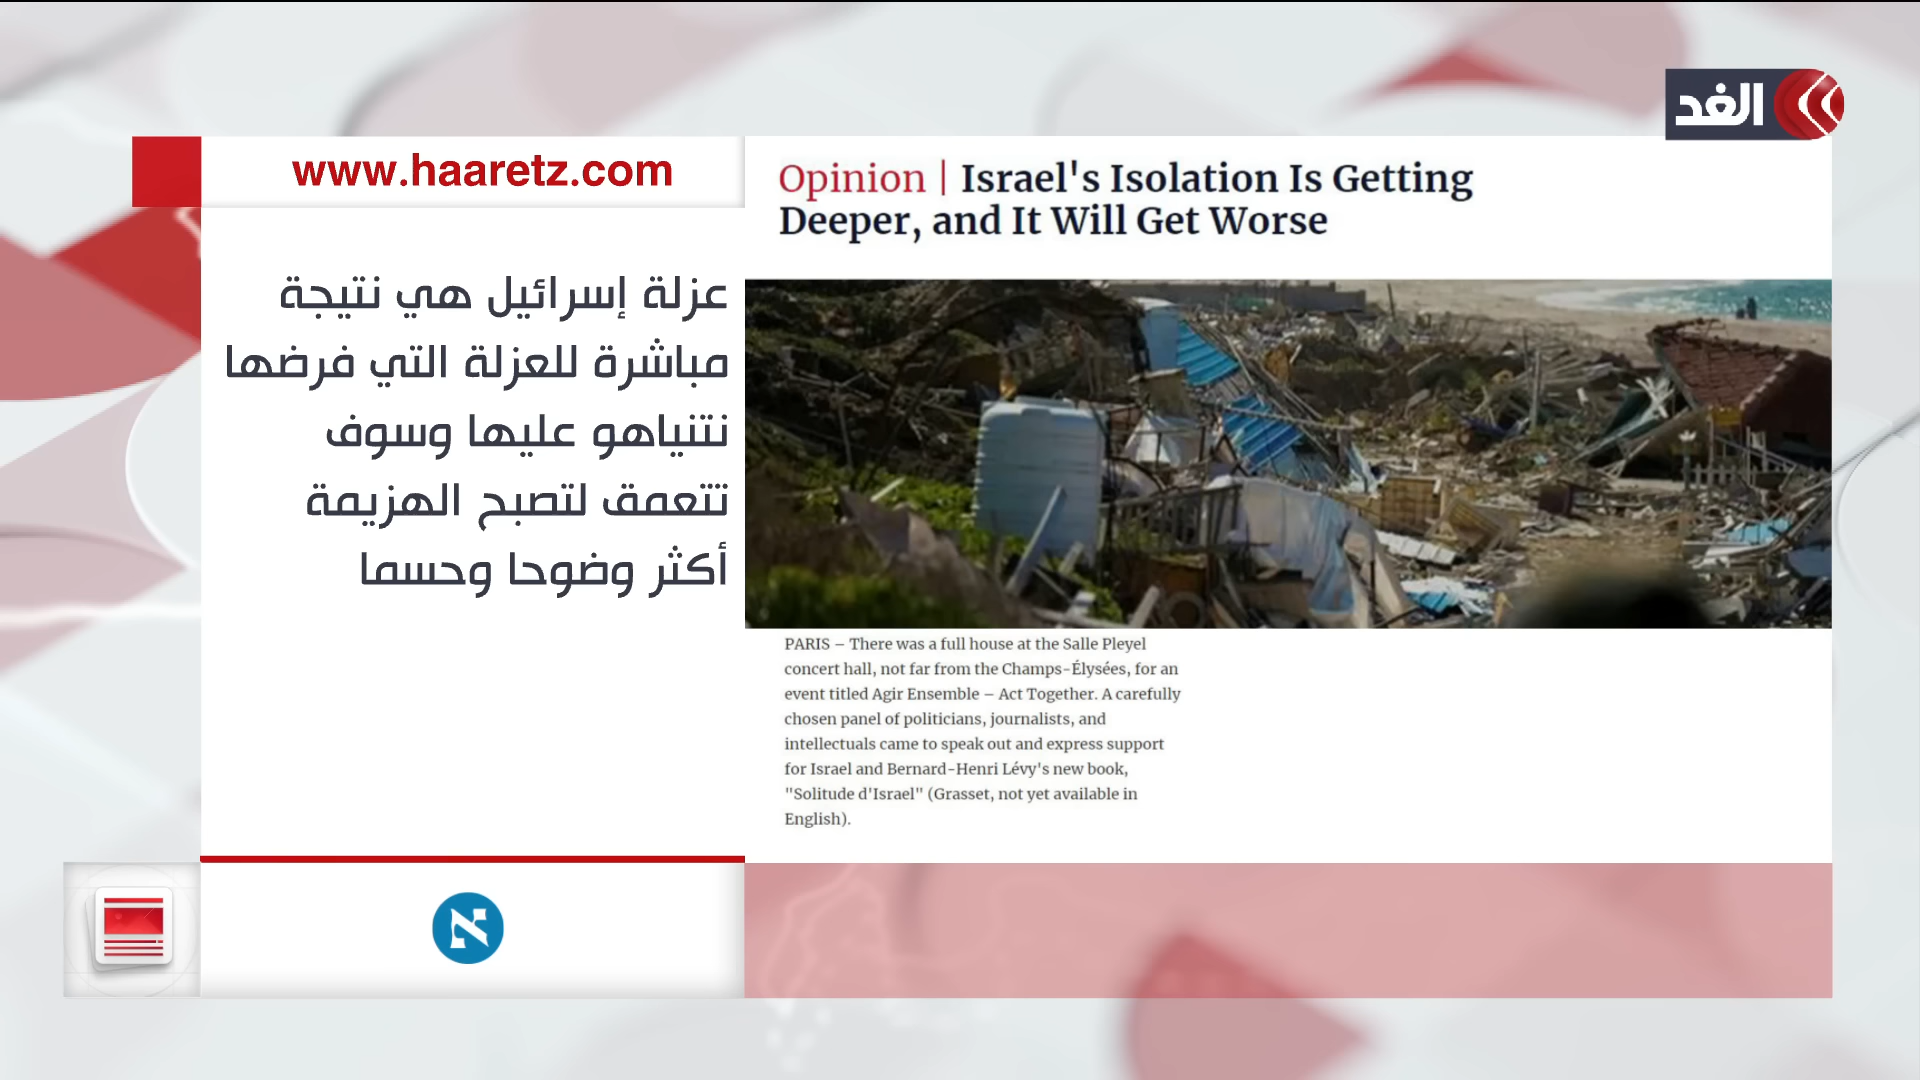 الغد
www.haaretz.com
عزلة إسرائيل هي نتيجة
مباشرة للعزلة التي فرضها
نتنياهو عليها وسوف
تتعمق لتصبح الهزيمة
أكثر وضوحا وحسما
Opinion | Israel's Isolation Is Getting
Deeper, and It Will Get Worse
PARIS – There was a full house at the Salle Pleyel
concert hall, not far from the Champs-Élysées, for an
event titled Agir Ensemble – Act Together. A carefully
chosen panel of politicians, journalists, and
intellectuals came to speak out and express support
for Israel and Bernard-Henri Lévy's new book,
"Solitude d'Israel" (Grasset, not yet available in
English).
א